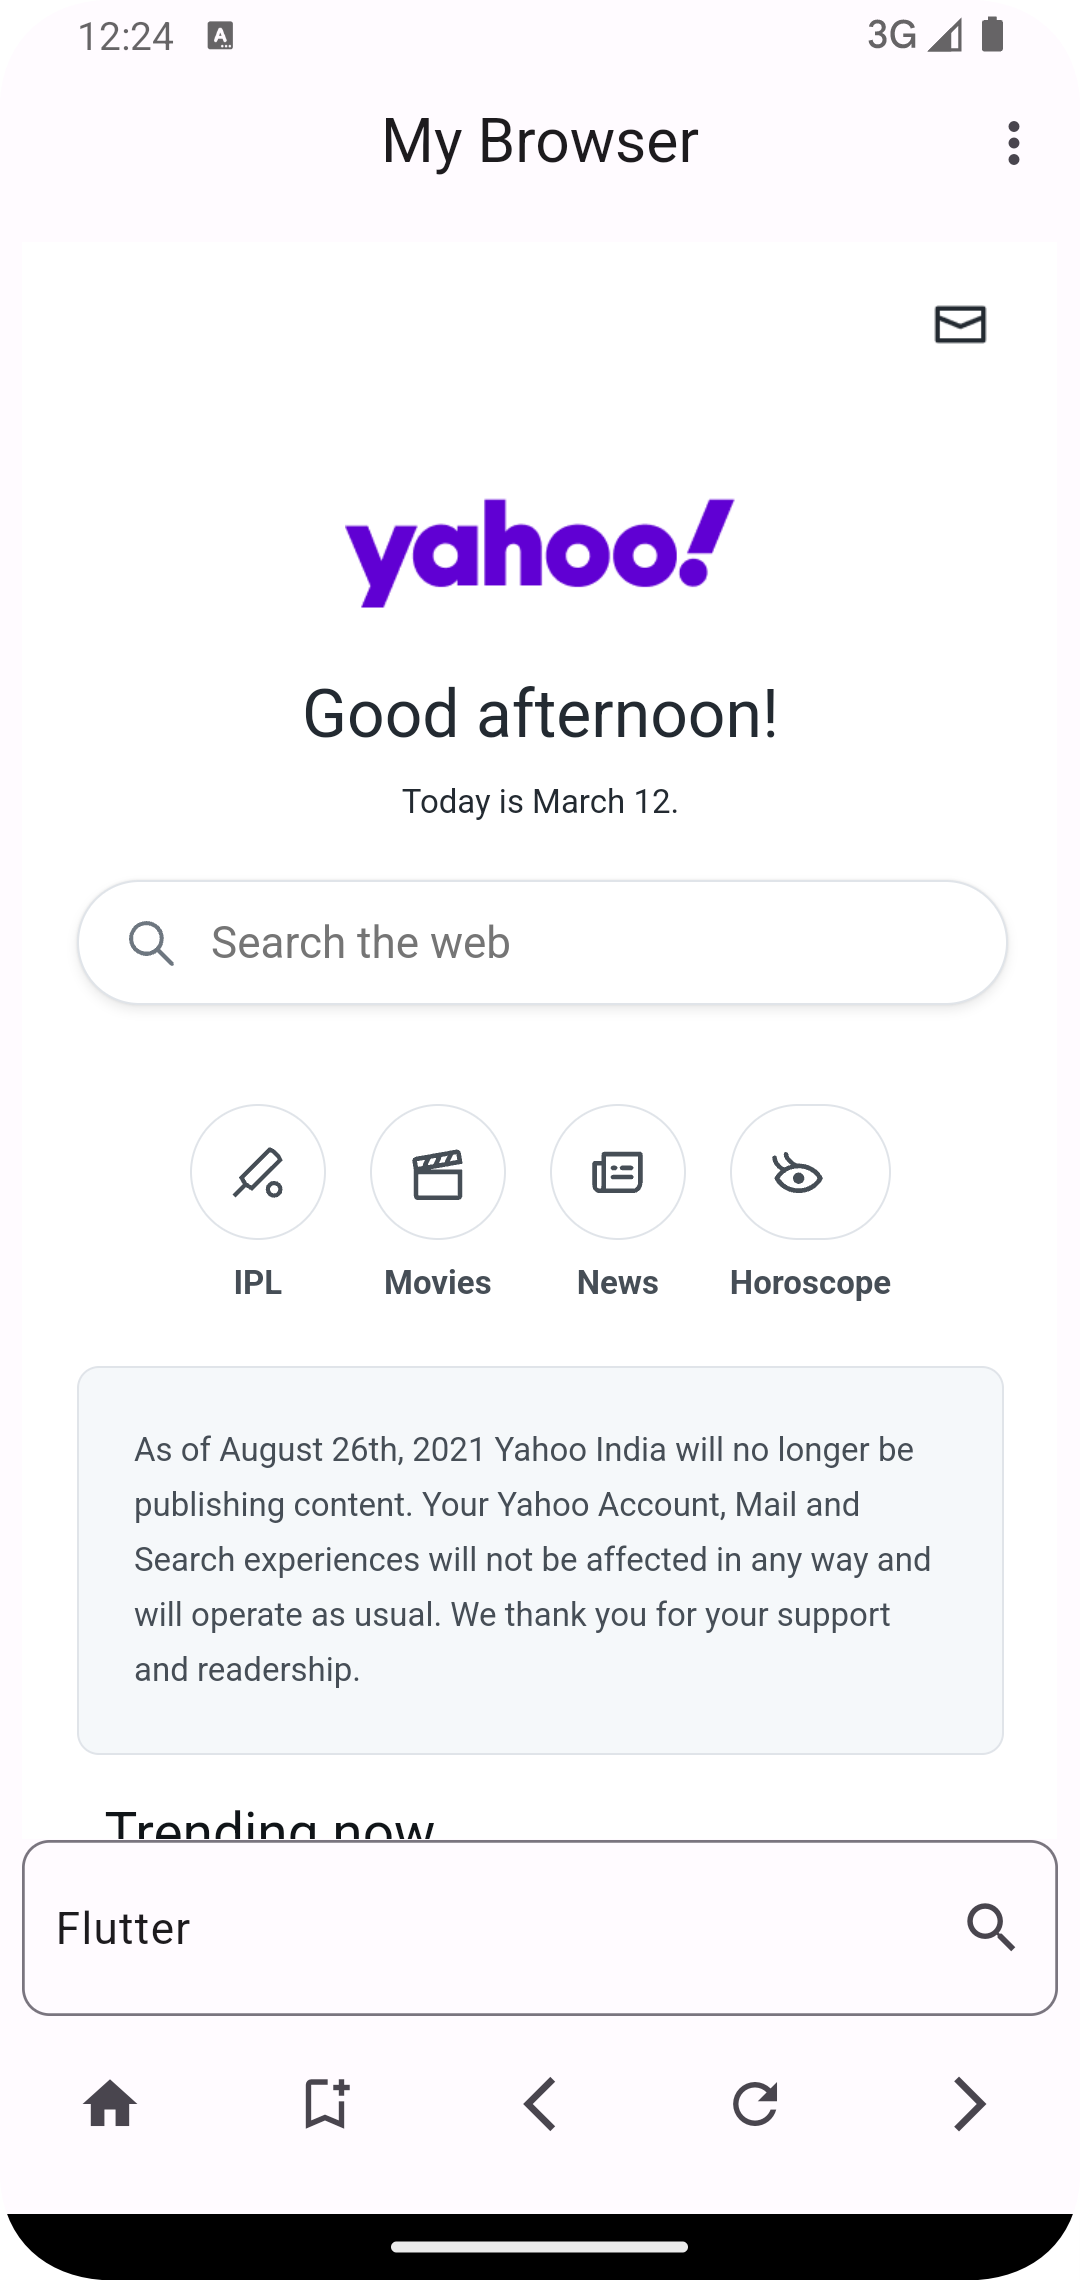 12:24
3G
My Browser
yahoo!
Good afternoon!
Today is March 12.
Search the web
IPL
Movies
News
Horoscope
As of August 26th, 2021 Yahoo India will no longer be
publishing content. Your Yahoo Account, Mail and
Search experiences will not be affected in any way and
will operate as usual. We thank you for your support
and readership.
Trending now
Flutter